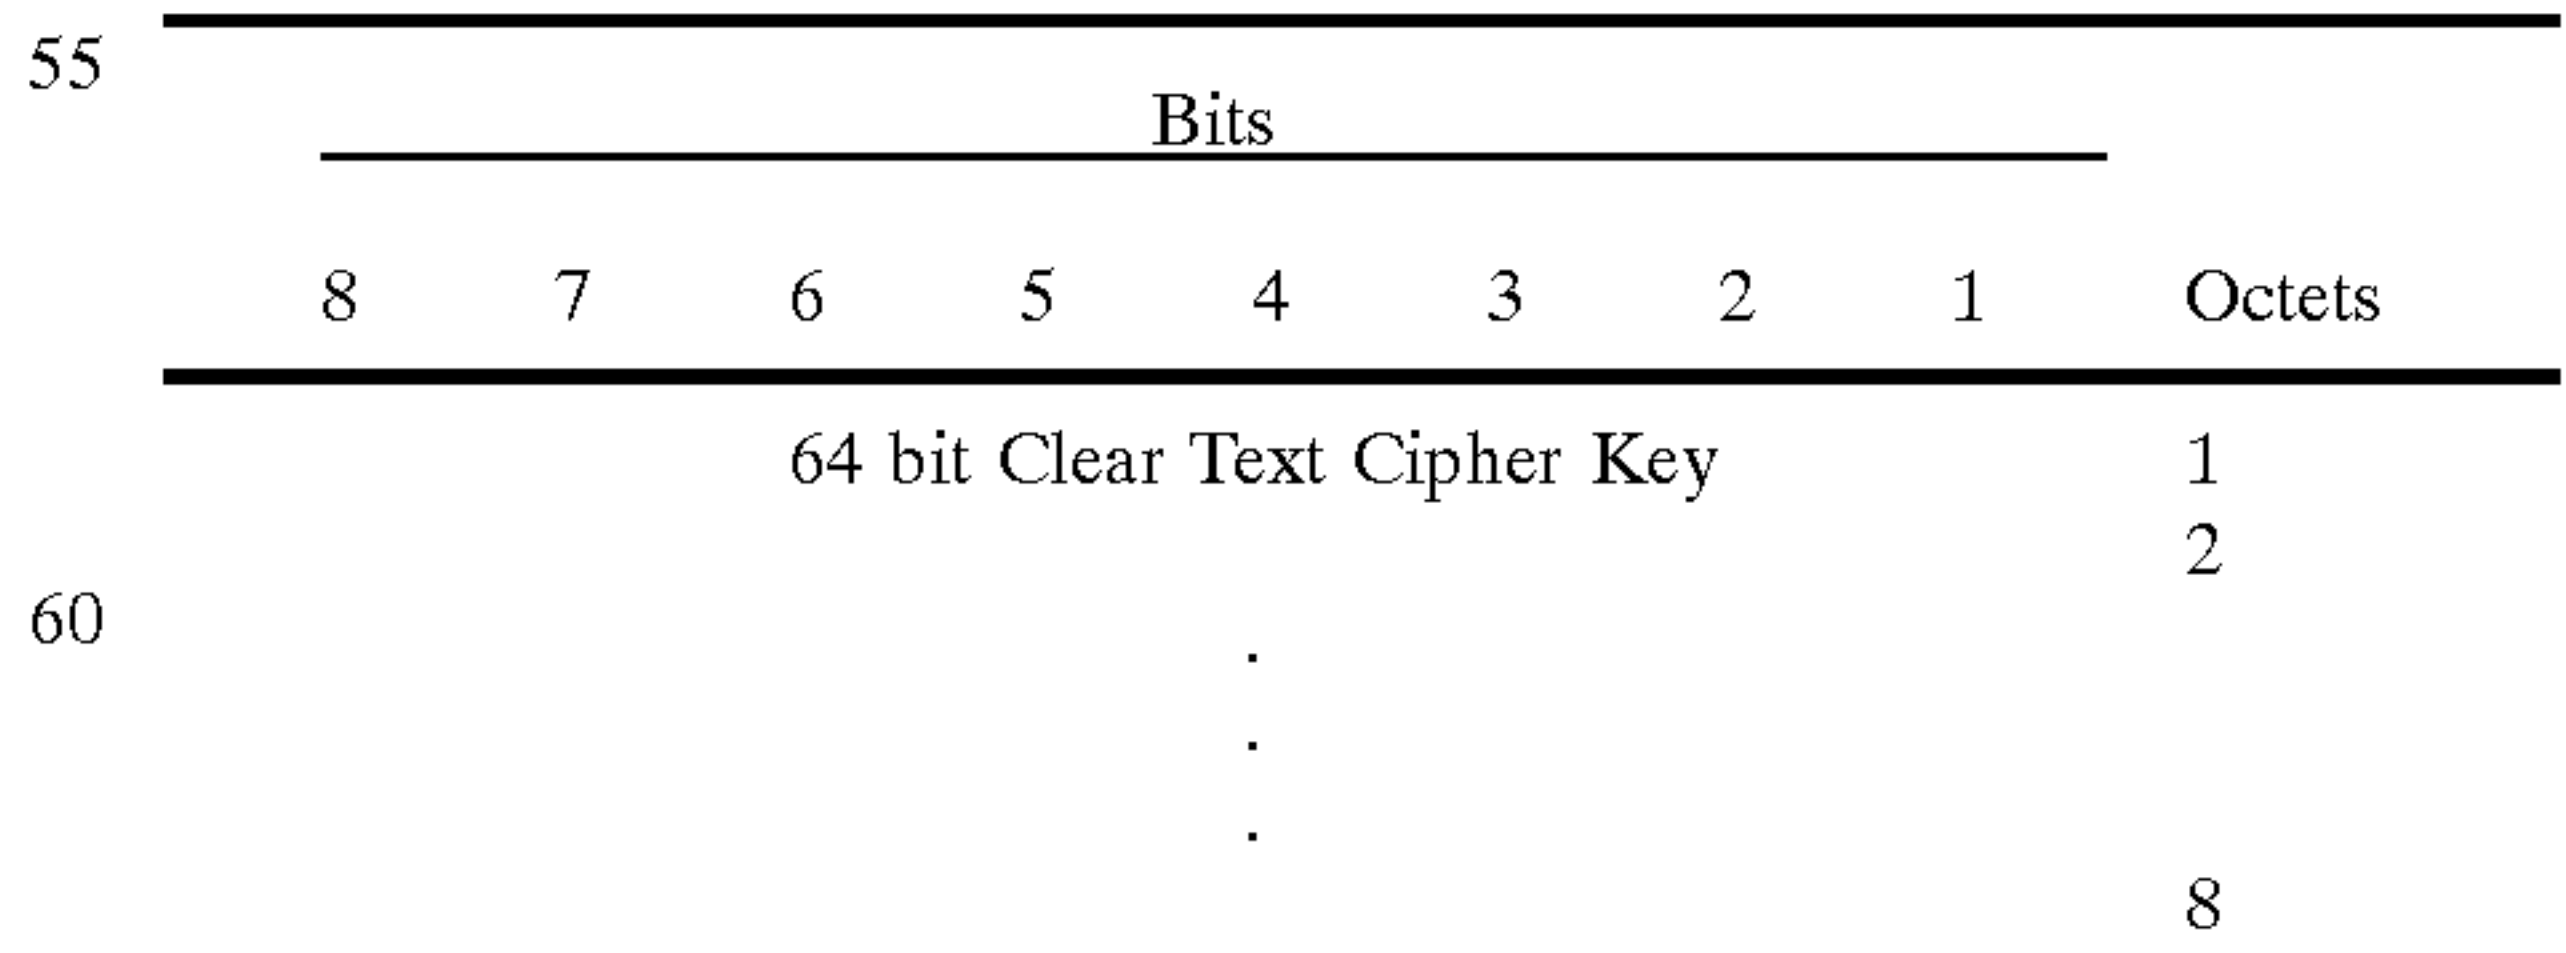 55
Bits
8 7 6 5 4 3 2 1 Octets
64 bit Clear Text Cipher Key 1
2
60
.
.
.
8